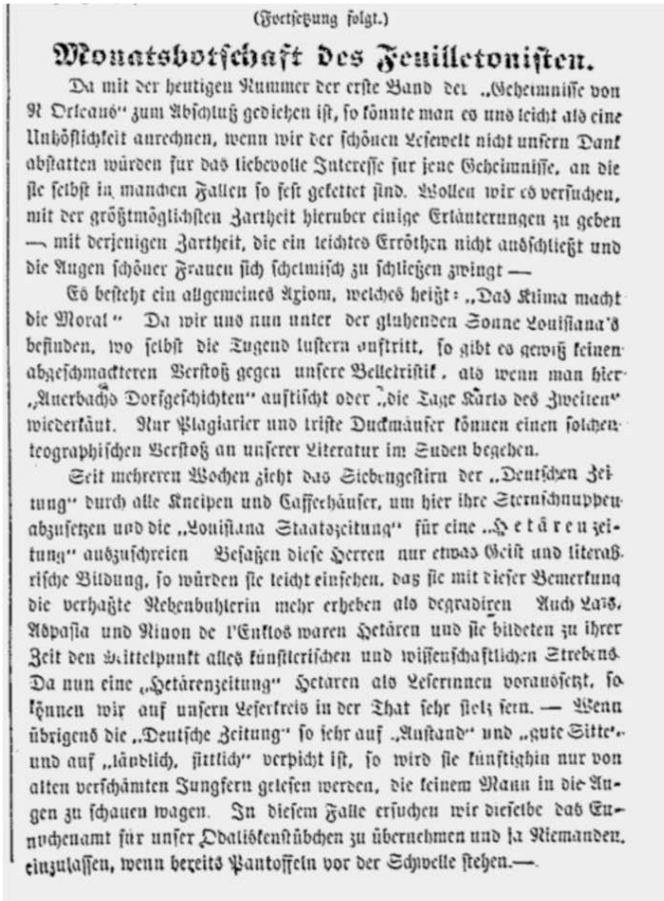 (Fortsetzung folgt.)
Monatsbotschaft des Feuilletonisten.
Da mit der heutigen Nummer der erste Band der „Geheimnisse von
N Orleans“ zum Abschluß gediehen ist, so könnte man es uns leicht als eine
Unhöflichkeit anrechnen, wenn wir der schönen Lesewelt nicht unsern Dank
abstatten würden fur das liebevolle Interesse fur jene Geheimnisse, an die
sie selbst in manchen Fallen so fest gekettet sind. Wollen wir es versuchen,
mit der größtmöglichsten Zartheit hieruber einige Erläuterungen zu geben
— mit derjenigen Zartheit, die ein leichtes Erröthen nicht ausschließt und
die Augen schöner Frauen sich schelmisch zu schließen zwingt —
Es besteht ein allgemeines Axiom, welches heißt: „Das Klima macht
die Moral“ Da wir uns nun unter der gluhenden Sonne Louisiana's
befinden, wo selbst die Tugend lustern auftritt, so gibt es gewiß keinen
abgeschmackteren Verstoß gegen unsere Belletristik, als wenn man hier
„Auerbachs Dorfgeschichten“ auftischt oder „die Tage Karls des Zweiten“
wiederkäut. Nur Plagiarier und triste Duckmäuser können einen solchen
teographischen Verstoß an unserer Literatur im Suden begehen.
Seit mehreren Wochen zieht das Siebengestirn der „Deutschen Zei
tung“ durch alle Kneipen und Caffeehäuser, um hier ihre Sternschnuppen
abzusetzen und die „Louisiana Staatszeitung“ für eine „Hetärenzei-
tung“ auszuschreien Besaßen diese Herren nur etwas Geist und litera-
rische Bildung, so würden sie leicht einsehen, daß sie mit dieser Bemerkung
die verhaßte Nebenbuhlerin mehr erheben als degradiren Auch Lais,
Aspasia und Ninon de l'Enklos waren Hetären und sie bildeten zu ihrer
Zeit den Mittelpunkt alles künstlerischen und wissenschaftlichen Strebens
Da nun eine „Hetärenzeitung“ Hetaren als Leserinnen voraussetzt, so
können wir auf unsern Leserkreis in der That sehr stolz sein. — Wenn
übrigens die „Deutsche Zeitung“ so sehr auf „Anstand“ und „gute Sitte“
und auf „ländlich, sittlich“ verpicht ist, so wird sie künftighin nur von
alten verschämten Jungfern gelesen werden, die keinem Mann in die Au-
gen zu schauen wagen. In diesem Falle ersuchen wir dieselbe das Eu-
nuchenamt für unser Odaliskenstübchen zu übernehmen und ja Niemanden
einzulassen, wenn bereits Pantoffeln vor der Schwelle stehen.—